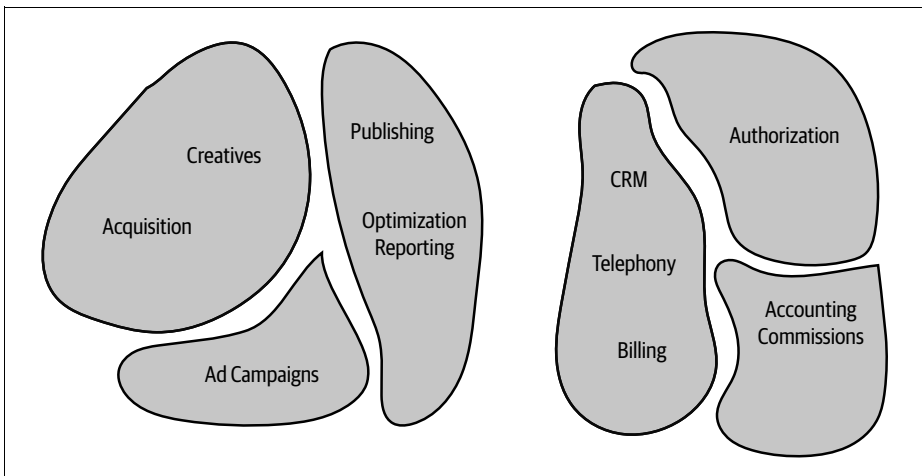 Creatives
Acquisition
Publishing
Optimization
Reporting
Ad Campaigns
CRM
Telephony
Billing
Authorization
Accounting
Commissions